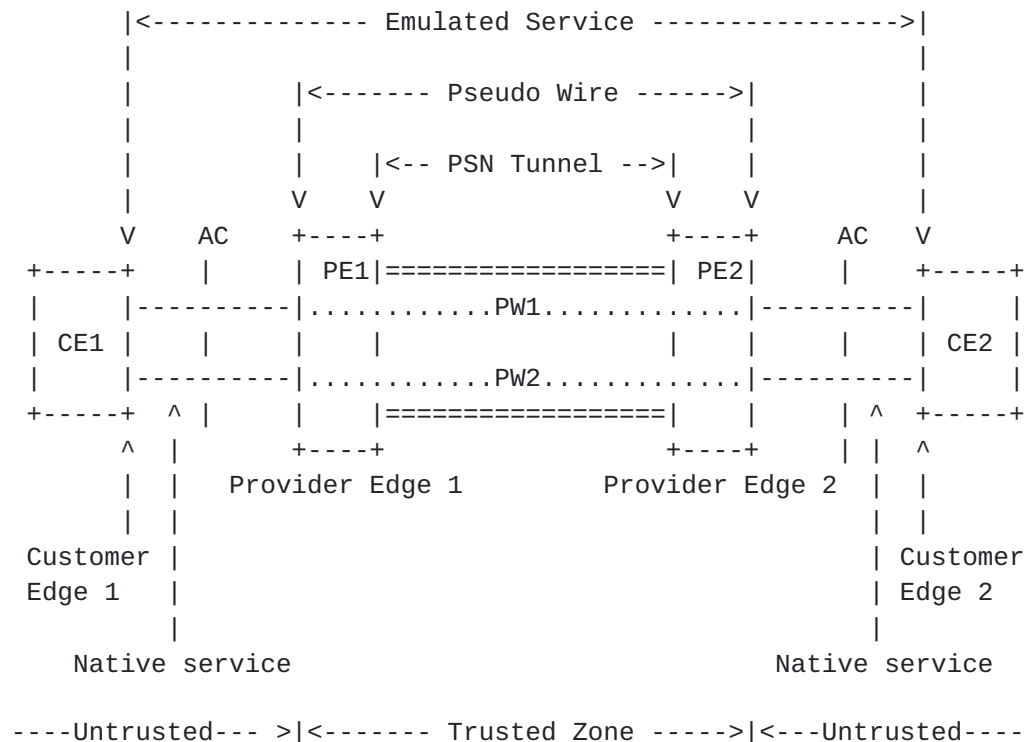 |<-------------- Emulated Service ---------------->|
|<------- Pseudo Wire ------>|
|<-- PSN Tunnel -->|
V V V V
V AC +----+ +----+ AC V
+-----+ | | PE1|==================| PE2| | +-----+
| |----------|............PW1.............|----------| |
| CE1 | | | | | | | | CE2 |
| |----------|............PW2.............|----------| |
+-----+ ^ | | |==================| | | ^ +-----+
^ | +----+ +----+ | | ^
| | Provider Edge 1 Provider Edge 2 | |
| | | |
Customer | | Customer
Edge 1 | | Edge 2
| |
Native service Native service
----Untrusted--- >|<------- Trusted Zone ----->|<---Untrusted----